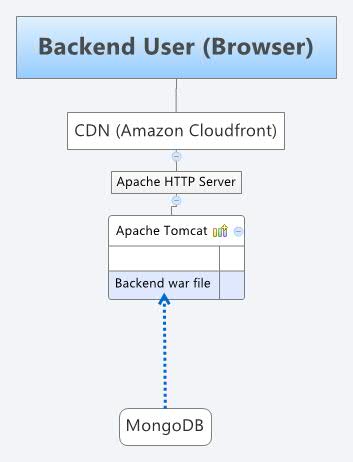 Backend User (Browser)
CDN (Amazon Cloudfront)
Apache HTTP Server
Apache Tomcat
Backend war file
MongoDB